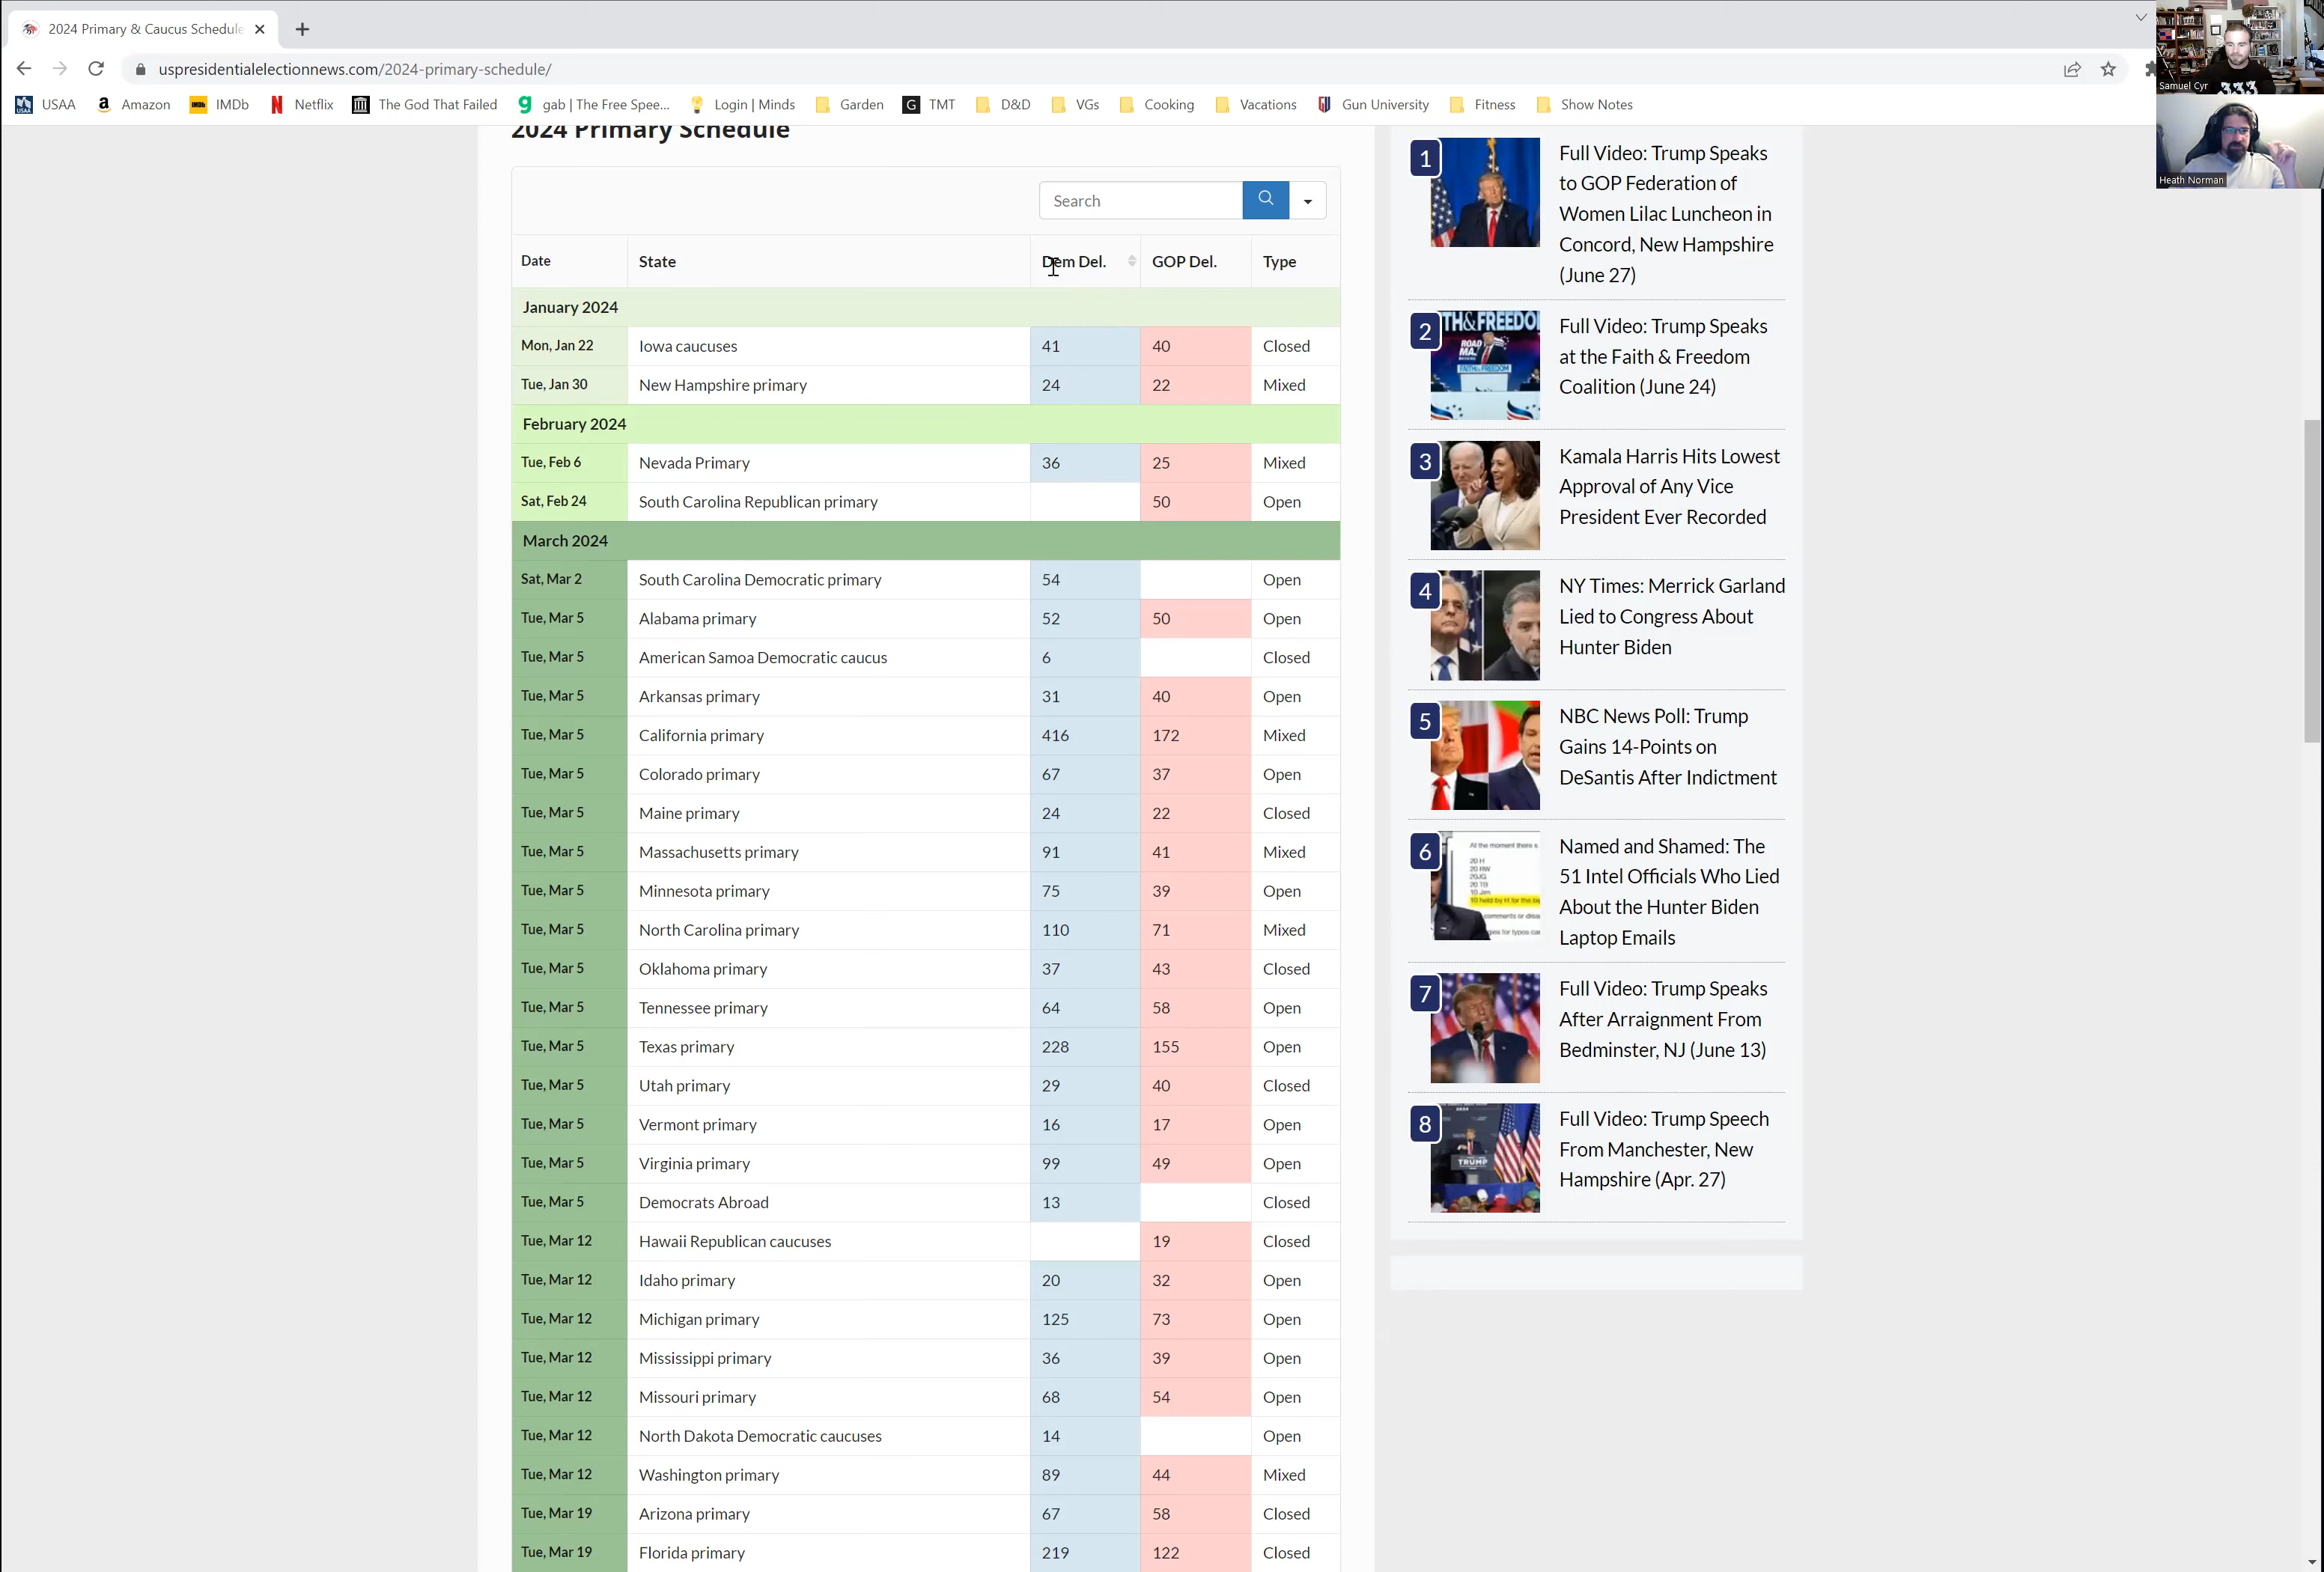 2024 Primary & Caucus Schedule
uspresidentialelectionnews.com/2024-primary-schedule/
USAA
Amazon
IMDb
Netflix
The God That Failed
gab | The Free Spee...
Login | Minds
Garden
TMT
D&D
VGs
Cooking
Vacations
Gun University
Fitness
Show Notes
Samuel Cyr
Heath Norman
2024 Primary Schedule
Search
Date State Dem Del. GOP Del. Type
January 2024
Mon, Jan 22 Iowa caucuses 41 40 Closed
Tue, Jan 30 New Hampshire primary 24 22 Mixed
February 2024
Tue, Feb 6 Nevada Primary 36 25 Mixed
Sat, Feb 24 South Carolina Republican primary 50 Open
March 2024
Sat, Mar 2 South Carolina Democratic primary 54 Open
Tue, Mar 5 Alabama primary 52 50 Open
Tue, Mar 5 American Samoa Democratic caucus 6 Closed
Tue, Mar 5 Arkansas primary 31 40 Open
Tue, Mar 5 California primary 416 172 Mixed
Tue, Mar 5 Colorado primary 67 37 Open
Tue, Mar 5 Maine primary 24 22 Closed
Tue, Mar 5 Massachusetts primary 91 41 Mixed
Tue, Mar 5 Minnesota primary 75 39 Open
Tue, Mar 5 North Carolina primary 110 71 Mixed
Tue, Mar 5 Oklahoma primary 37 43 Closed
Tue, Mar 5 Tennessee primary 64 58 Open
Tue, Mar 5 Texas primary 228 155 Open
Tue, Mar 5 Utah primary 29 40 Closed
Tue, Mar 5 Vermont primary 16 17 Open
Tue, Mar 5 Virginia primary 99 49 Open
Tue, Mar 5 Democrats Abroad 13 Closed
Tue, Mar 12 Hawaii Republican caucuses 19 Closed
Tue, Mar 12 Idaho primary 20 32 Open
Tue, Mar 12 Michigan primary 125 73 Open
Tue, Mar 12 Mississippi primary 36 39 Open
Tue, Mar 12 Missouri primary 68 54 Open
Tue, Mar 12 North Dakota Democratic caucuses 14 Open
Tue, Mar 12 Washington primary 89 44 Mixed
Tue, Mar 19 Arizona primary 67 58 Closed
Tue, Mar 19 Florida primary 219 122 Closed
1
Full Video: Trump Speaks
to GOP Federation of
Women Lilac Luncheon in
Concord, New Hampshire
(June 27)
2
Full Video: Trump Speaks
at the Faith & Freedom
Coalition (June 24)
3
Kamala Harris Hits Lowest
Approval of Any Vice
President Ever Recorded
4
NY Times: Merrick Garland
Lied to Congress About
Hunter Biden
5
NBC News Poll: Trump
Gains 14-Points on
DeSantis After Indictment
6
Named and Shamed: The
51 Intel Officials Who Lied
About the Hunter Biden
Laptop Emails
7
Full Video: Trump Speaks
After Arraignment From
Bedminster, NJ (June 13)
8
Full Video: Trump Speech
From Manchester, New
Hampshire (Apr. 27)